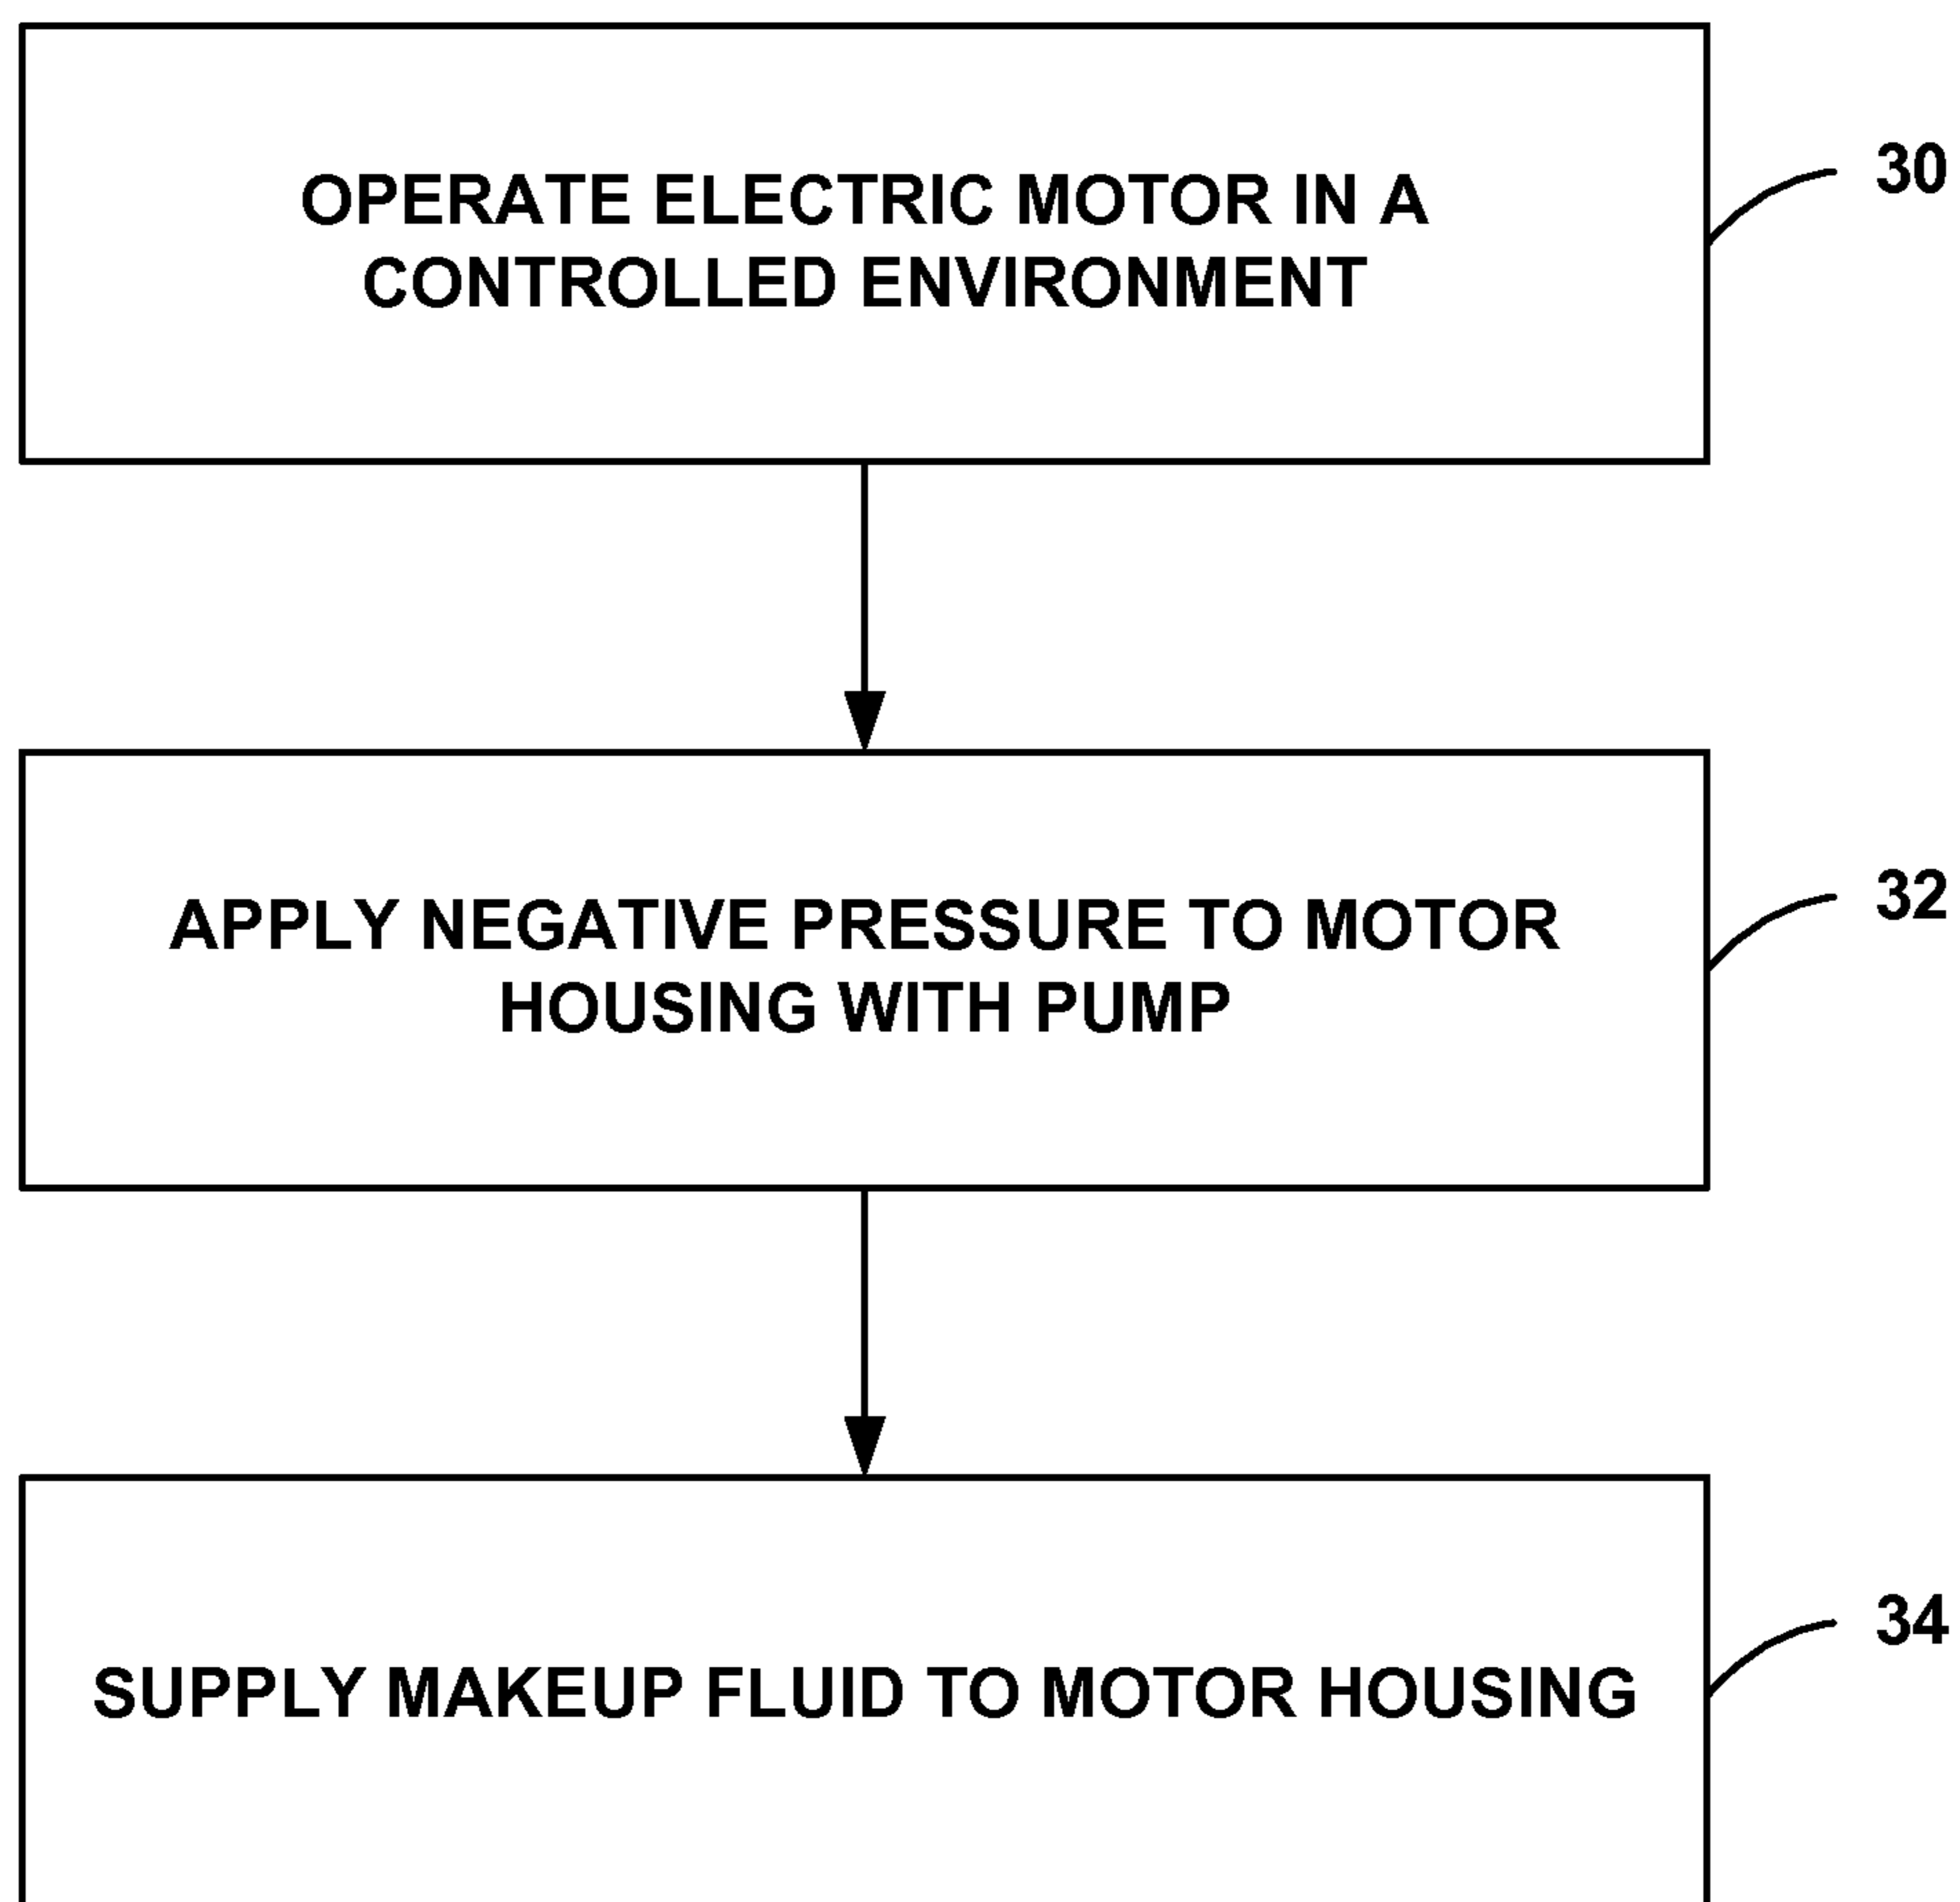 OPERATE ELECTRIC MOTOR IN A
CONTROLLED ENVIRONMENT
30
APPLY NEGATIVE PRESSURE TO MOTOR
HOUSING WITH PUMP
32
SUPPLY MAKEUP FLUID TO MOTOR HOUSING
34